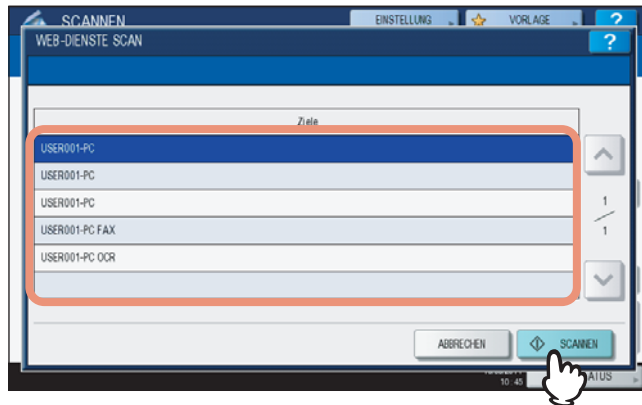 SCANNEN EINSTELLUNG VORLAGE ?
WEB-DIENSTE SCAN ?
Ziele
USER001-PC
USER001-PC
USER001-PC
1
USER001-PC FAX
1
USER001-PC OCR
ABBRECHEN SCANNEN
10:45